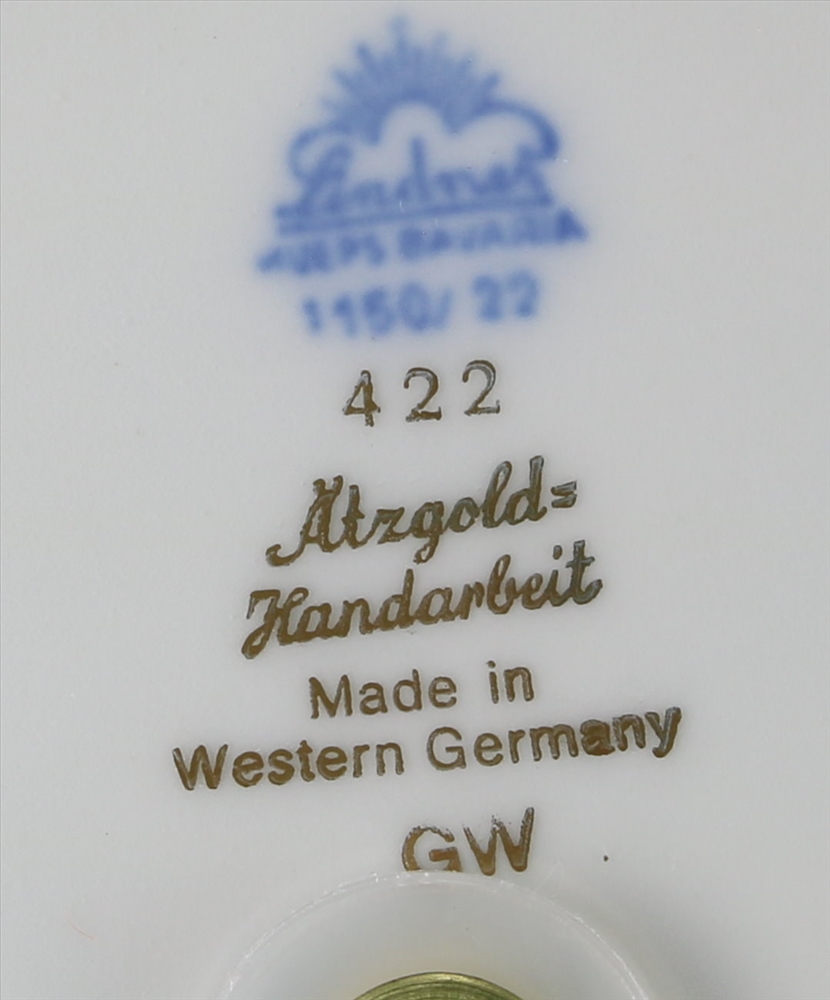 Lindner
KUEPS BAVARIA
1150/ 22
422
Ätzgold=
Handarbeit
Made in
Western Germany
GW